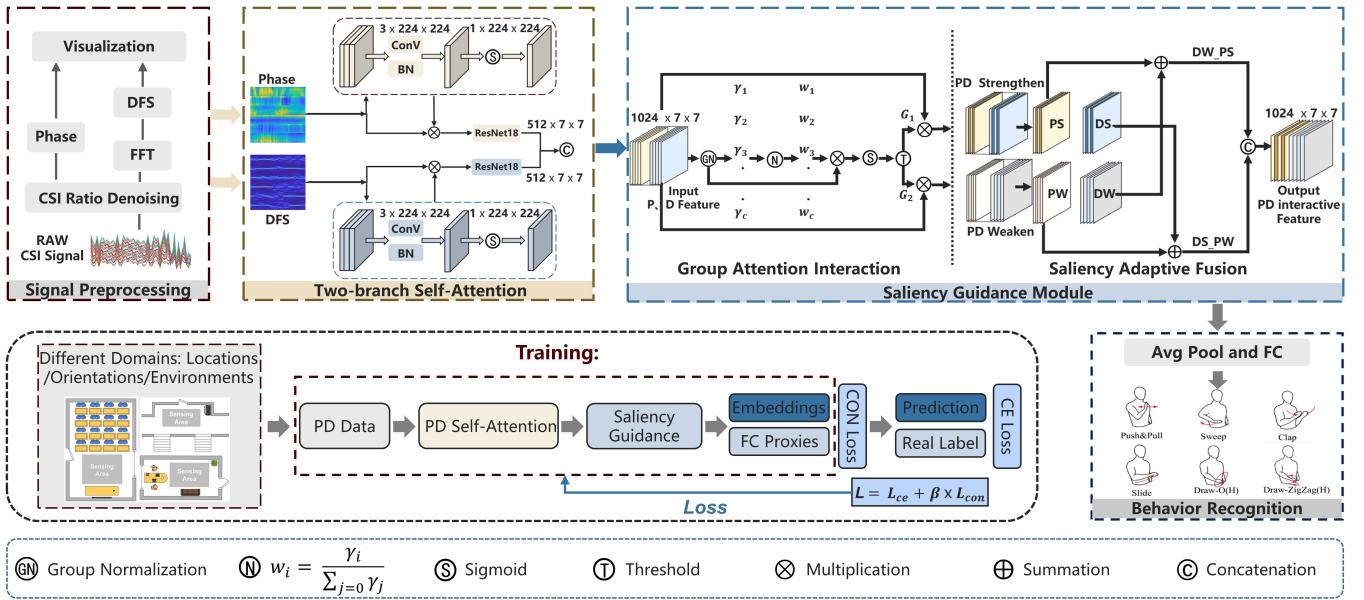 Visualization
DFS
Phase
FFT
CSI Ratio Denoising
RAW
CSI Signal
Signal Preprocessing
3 x 224 x 224
1 x 224 x 224
ConV
BN
S
Phase
ResNet18
512 x 7 x 7
C
ResNet18
512 x 7 x 7
DFS
3 x 224 x 224
1 x 224 x 224
ConV
BN
S
Two-branch Self-Attention
1024 x 7 x 7
γ1 w1
γ2 w2
GN γ3 N w3 S T
· ·
· ·
γc wc
G1
G2
Input
P、D Feature
Group Attention Interaction
PD Strengthen
PS
DS
PD Weaken
PW
DW
DW_PS
DS_PW
C
1024 x 7 x 7
Output
PD interactive
Feature
Saliency Adaptive Fusion
Saliency Guidance Module
Different Domains: Locations
/Orientations/Environments
Sensing
Area
Sensing
Area
Sensing
Area
Training:
PD Data
PD Self-Attention
Saliency
Guidance
Embeddings
FC Proxies
CON Loss
Prediction
Real Label
CE Loss
L = Lce + β x Lcon
Loss
Avg Pool and FC
Push&Pull
Sweep
Clap
Slide
Draw-O(H)
Draw-ZigZag(H)
Behavior Recognition
GN Group Normalization
N wi = γi / ∑j=0 γj
S Sigmoid
T Threshold
⊗ Multiplication
⊕ Summation
C Concatenation